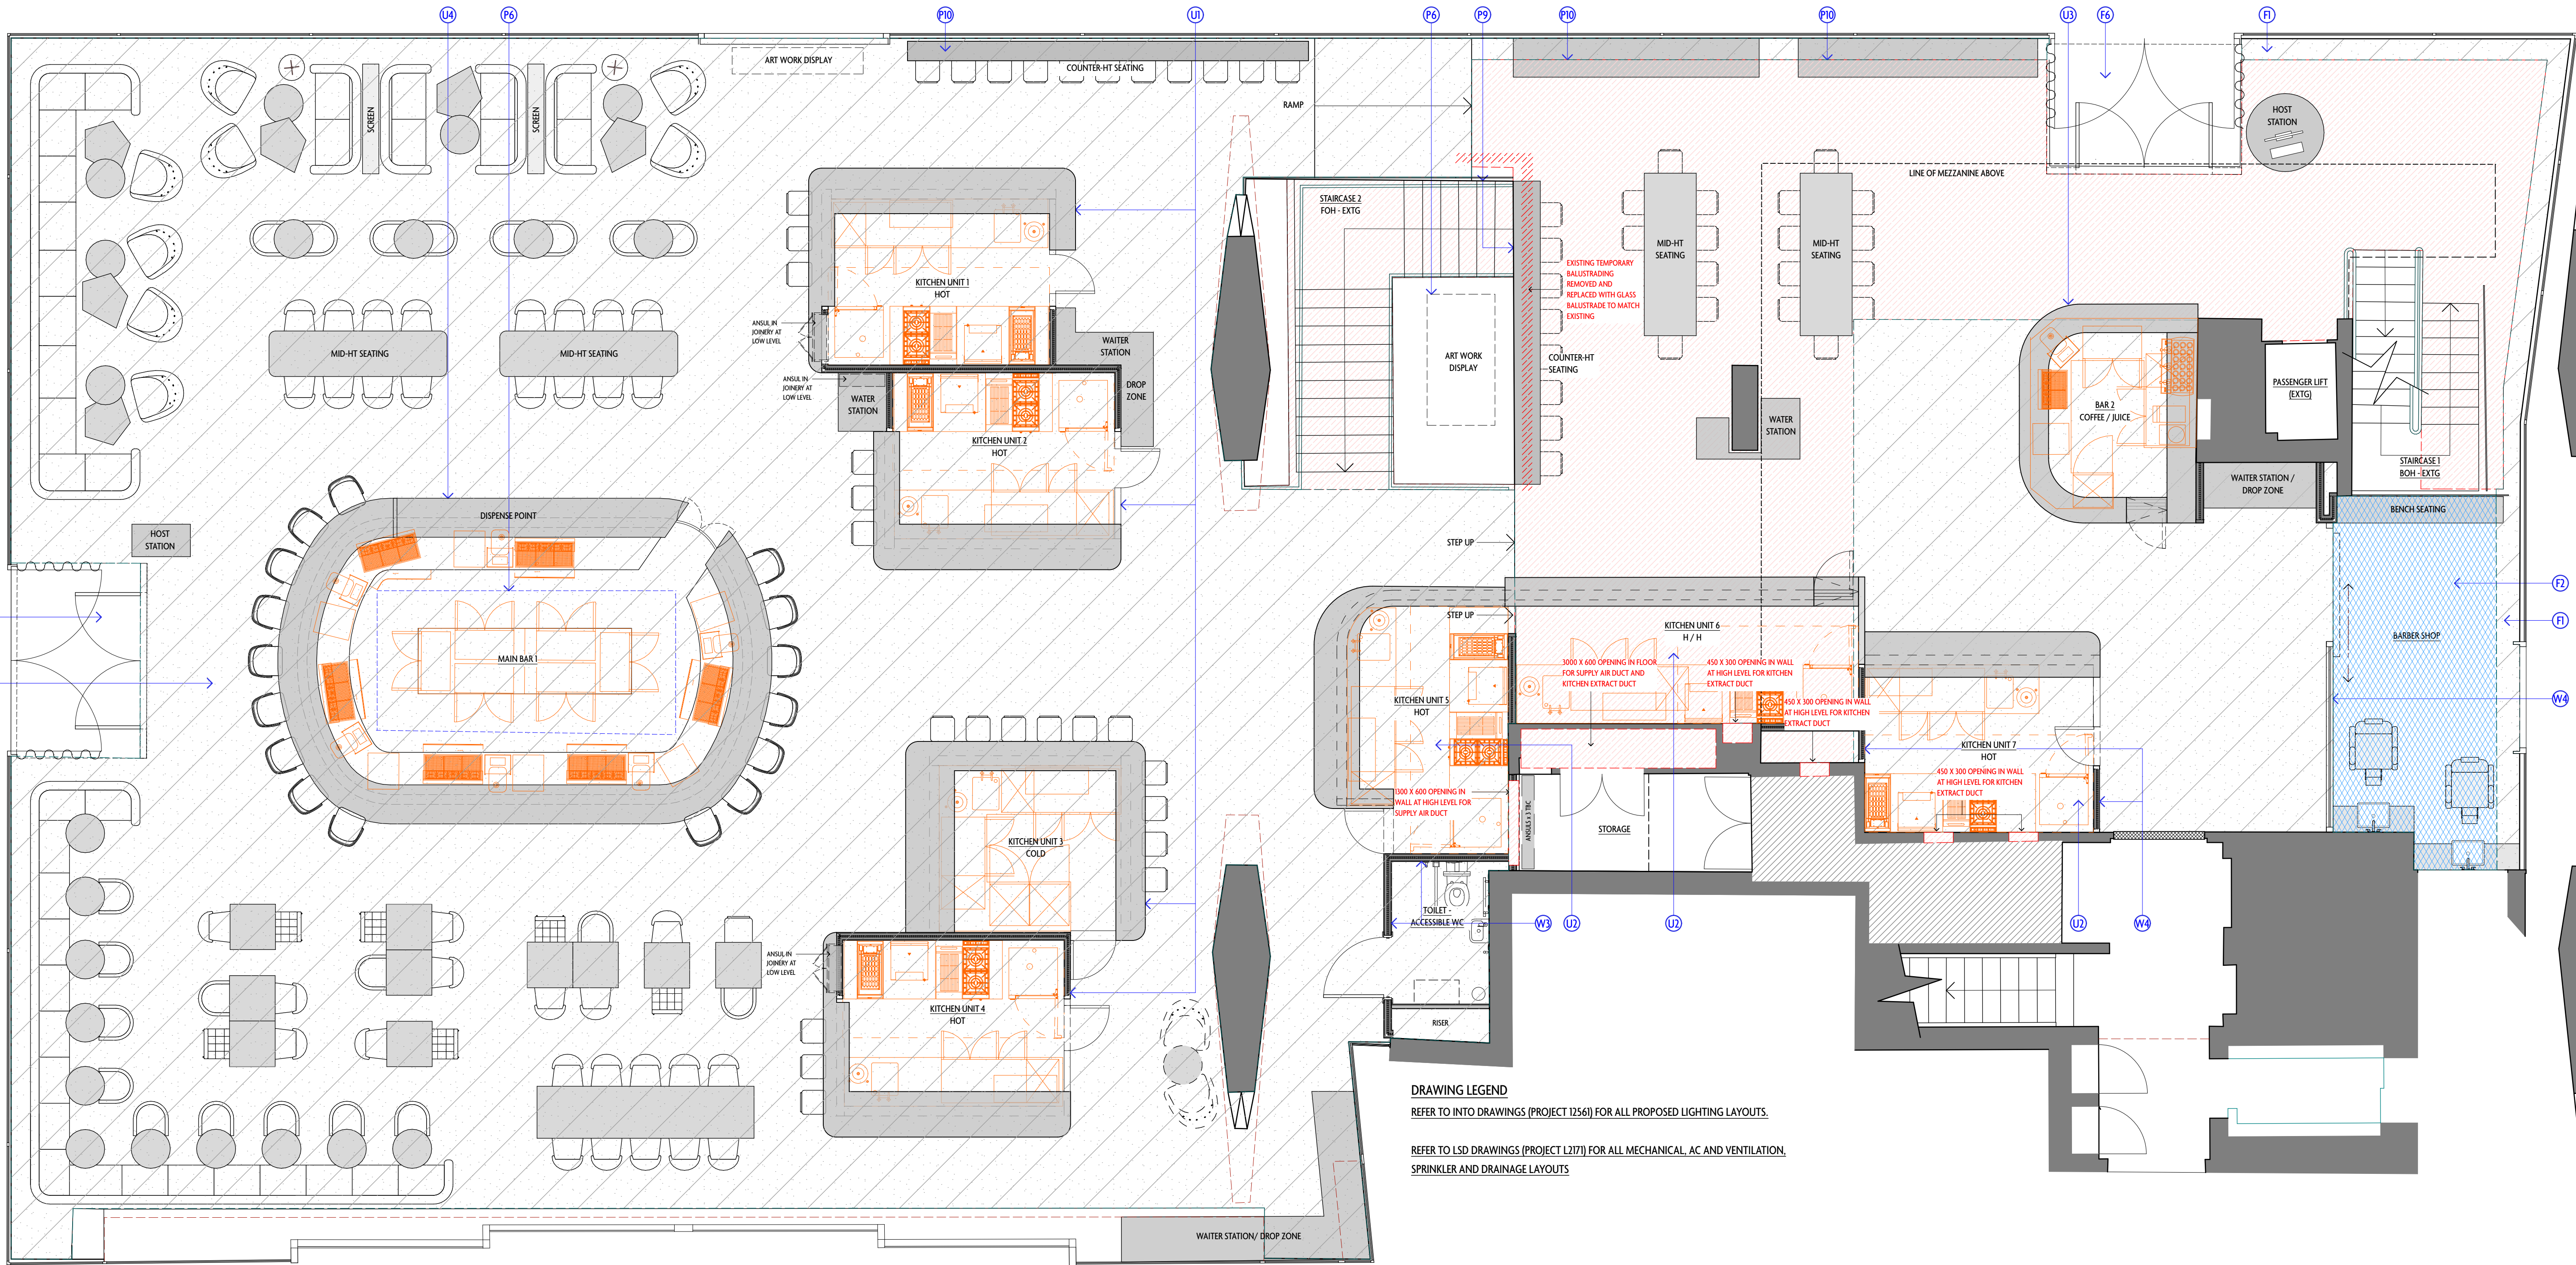 U4
P6
P10
U1
P6
P9
P10
P10
U3
F6
F1
ART WORK DISPLAY
COUNTER-HT SEATING
SCREEN
SCREEN
RAMP
HOST
STATION
LINE OF MEZZANINE ABOVE
STAIRCASE 2
FOH - EXTG
MID-HT
SEATING
MID-HT
SEATING
EXISTING TEMPORARY
BALUSTRADING
REMOVED AND
REPLACED WITH GLASS
BALUSTRADE TO MATCH
EXISTING
KITCHEN UNIT 1
HOT
ANSUL IN
JOINERY AT
LOW LEVEL
WAITER
STATION
MID-HT SEATING
MID-HT SEATING
ART WORK
DISPLAY
COUNTER-HT
SEATING
ANSUL IN
JOINERY AT
LOW LEVEL
DROP
ZONE
WATER
STATION
PASSENGER LIFT
(EXTG)
BAR 2
COFFEE / JUICE
WATER
STATION
KITCHEN UNIT 2
HOT
STAIRCASE 1
BOH - EXTG
WAITER STATION /
DROP ZONE
BENCH SEATING
DISPENSE POINT
HOST
STATION
STEP UP
F2
STEP UP
KITCHEN UNIT 6
H / H
F1
BARBER SHOP
MAIN BAR 1
3000 X 600 OPENING IN FLOOR
FOR SUPPLY AIR DUCT AND
KITCHEN EXTRACT DUCT
450 X 300 OPENING IN WALL
AT HIGH LEVEL FOR KITCHEN
EXTRACT DUCT
KITCHEN UNIT 5
HOT
450 X 300 OPENING IN WALL
AT HIGH LEVEL FOR KITCHEN
EXTRACT DUCT
W4
KITCHEN UNIT 7
HOT
450 X 300 OPENING IN WALL
AT HIGH LEVEL FOR KITCHEN
EXTRACT DUCT
1300 X 600 OPENING IN
WALL AT HIGH LEVEL FOR
SUPPLY AIR DUCT
ANSULS x 3 TBC
STORAGE
KITCHEN UNIT 3
COLD
TOILET -
ACCESSIBLE WC
W3
U2
U2
U2
W4
ANSUL IN
JOINERY AT
LOW LEVEL
KITCHEN UNIT 4
HOT
RISER
DRAWING LEGEND
REFER TO INTO DRAWINGS (PROJECT 12561) FOR ALL PROPOSED LIGHTING LAYOUTS.
REFER TO LSD DRAWINGS (PROJECT L2171) FOR ALL MECHANICAL, AC AND VENTILATION,
SPRINKLER AND DRAINAGE LAYOUTS
WAITER STATION/ DROP ZONE